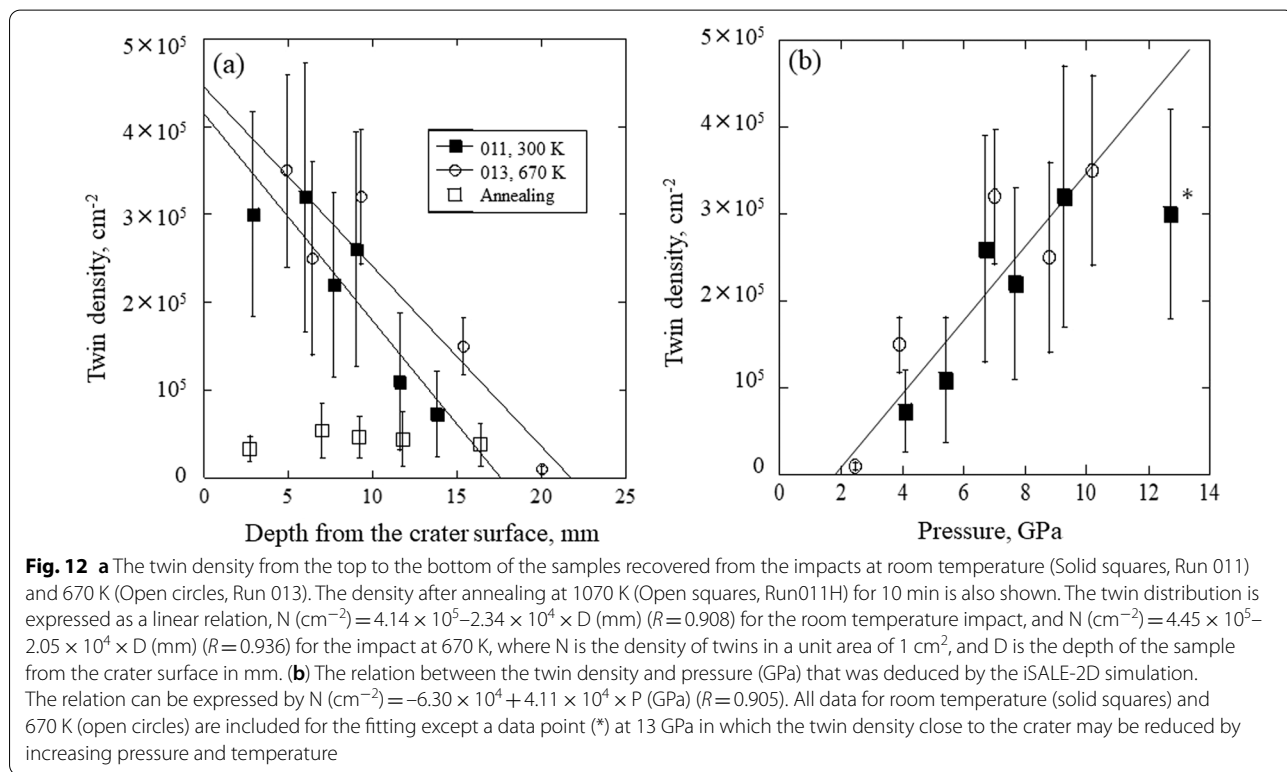 5×10⁵
4×10⁵
3×10⁵
2×10⁵
10⁵
0
Twin density, cm⁻²
(a)
011, 300 K
013, 670 K
Annealing
0 5 10 15 20 25
Depth from the crater surface, mm
5×10⁵
4×10⁵
3×10⁵
2×10⁵
10⁵
0
Twin density, cm⁻²
(b)
*
0 2 4 6 8 10 12 14
Pressure, GPa
Fig. 12 a The twin density from the top to the bottom of the samples recovered from the impacts at room temperature (Solid squares, Run 011)
and 670 K (Open circles, Run 013). The density after annealing at 1070 K (Open squares, Run011H) for 10 min is also shown. The twin distribution is
expressed as a linear relation, N (cm⁻²) = 4.14 × 10⁵–2.34 × 10⁴ × D (mm) (R = 0.908) for the room temperature impact, and N (cm⁻²) = 4.45 × 10⁵–
2.05 × 10⁴ × D (mm) (R = 0.936) for the impact at 670 K, where N is the density of twins in a unit area of 1 cm², and D is the depth of the sample
from the crater surface in mm. (b) The relation between the twin density and pressure (GPa) that was deduced by the iSALE-2D simulation.
The relation can be expressed by N (cm⁻²) = –6.30 × 10⁴ + 4.11 × 10⁴ × P (GPa) (R = 0.905). All data for room temperature (solid squares) and
670 K (open circles) are included for the fitting except a data point (*) at 13 GPa in which the twin density close to the crater may be reduced by
increasing pressure and temperature